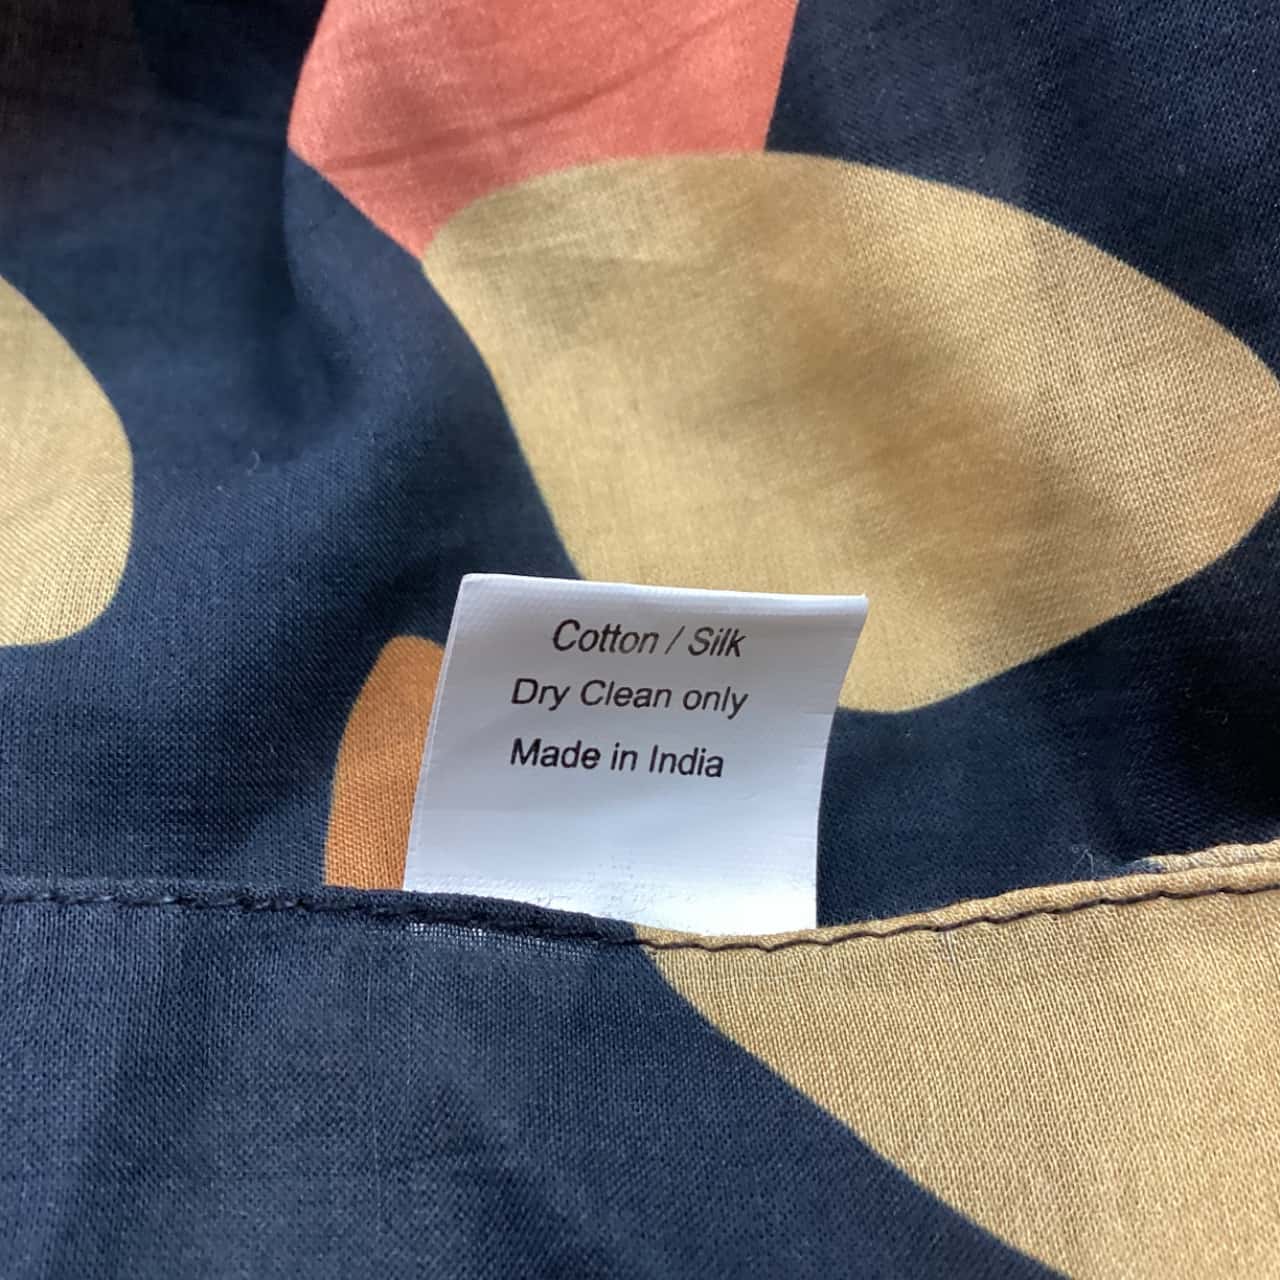 Cotton / Silk
Dry Clean only
Made in India